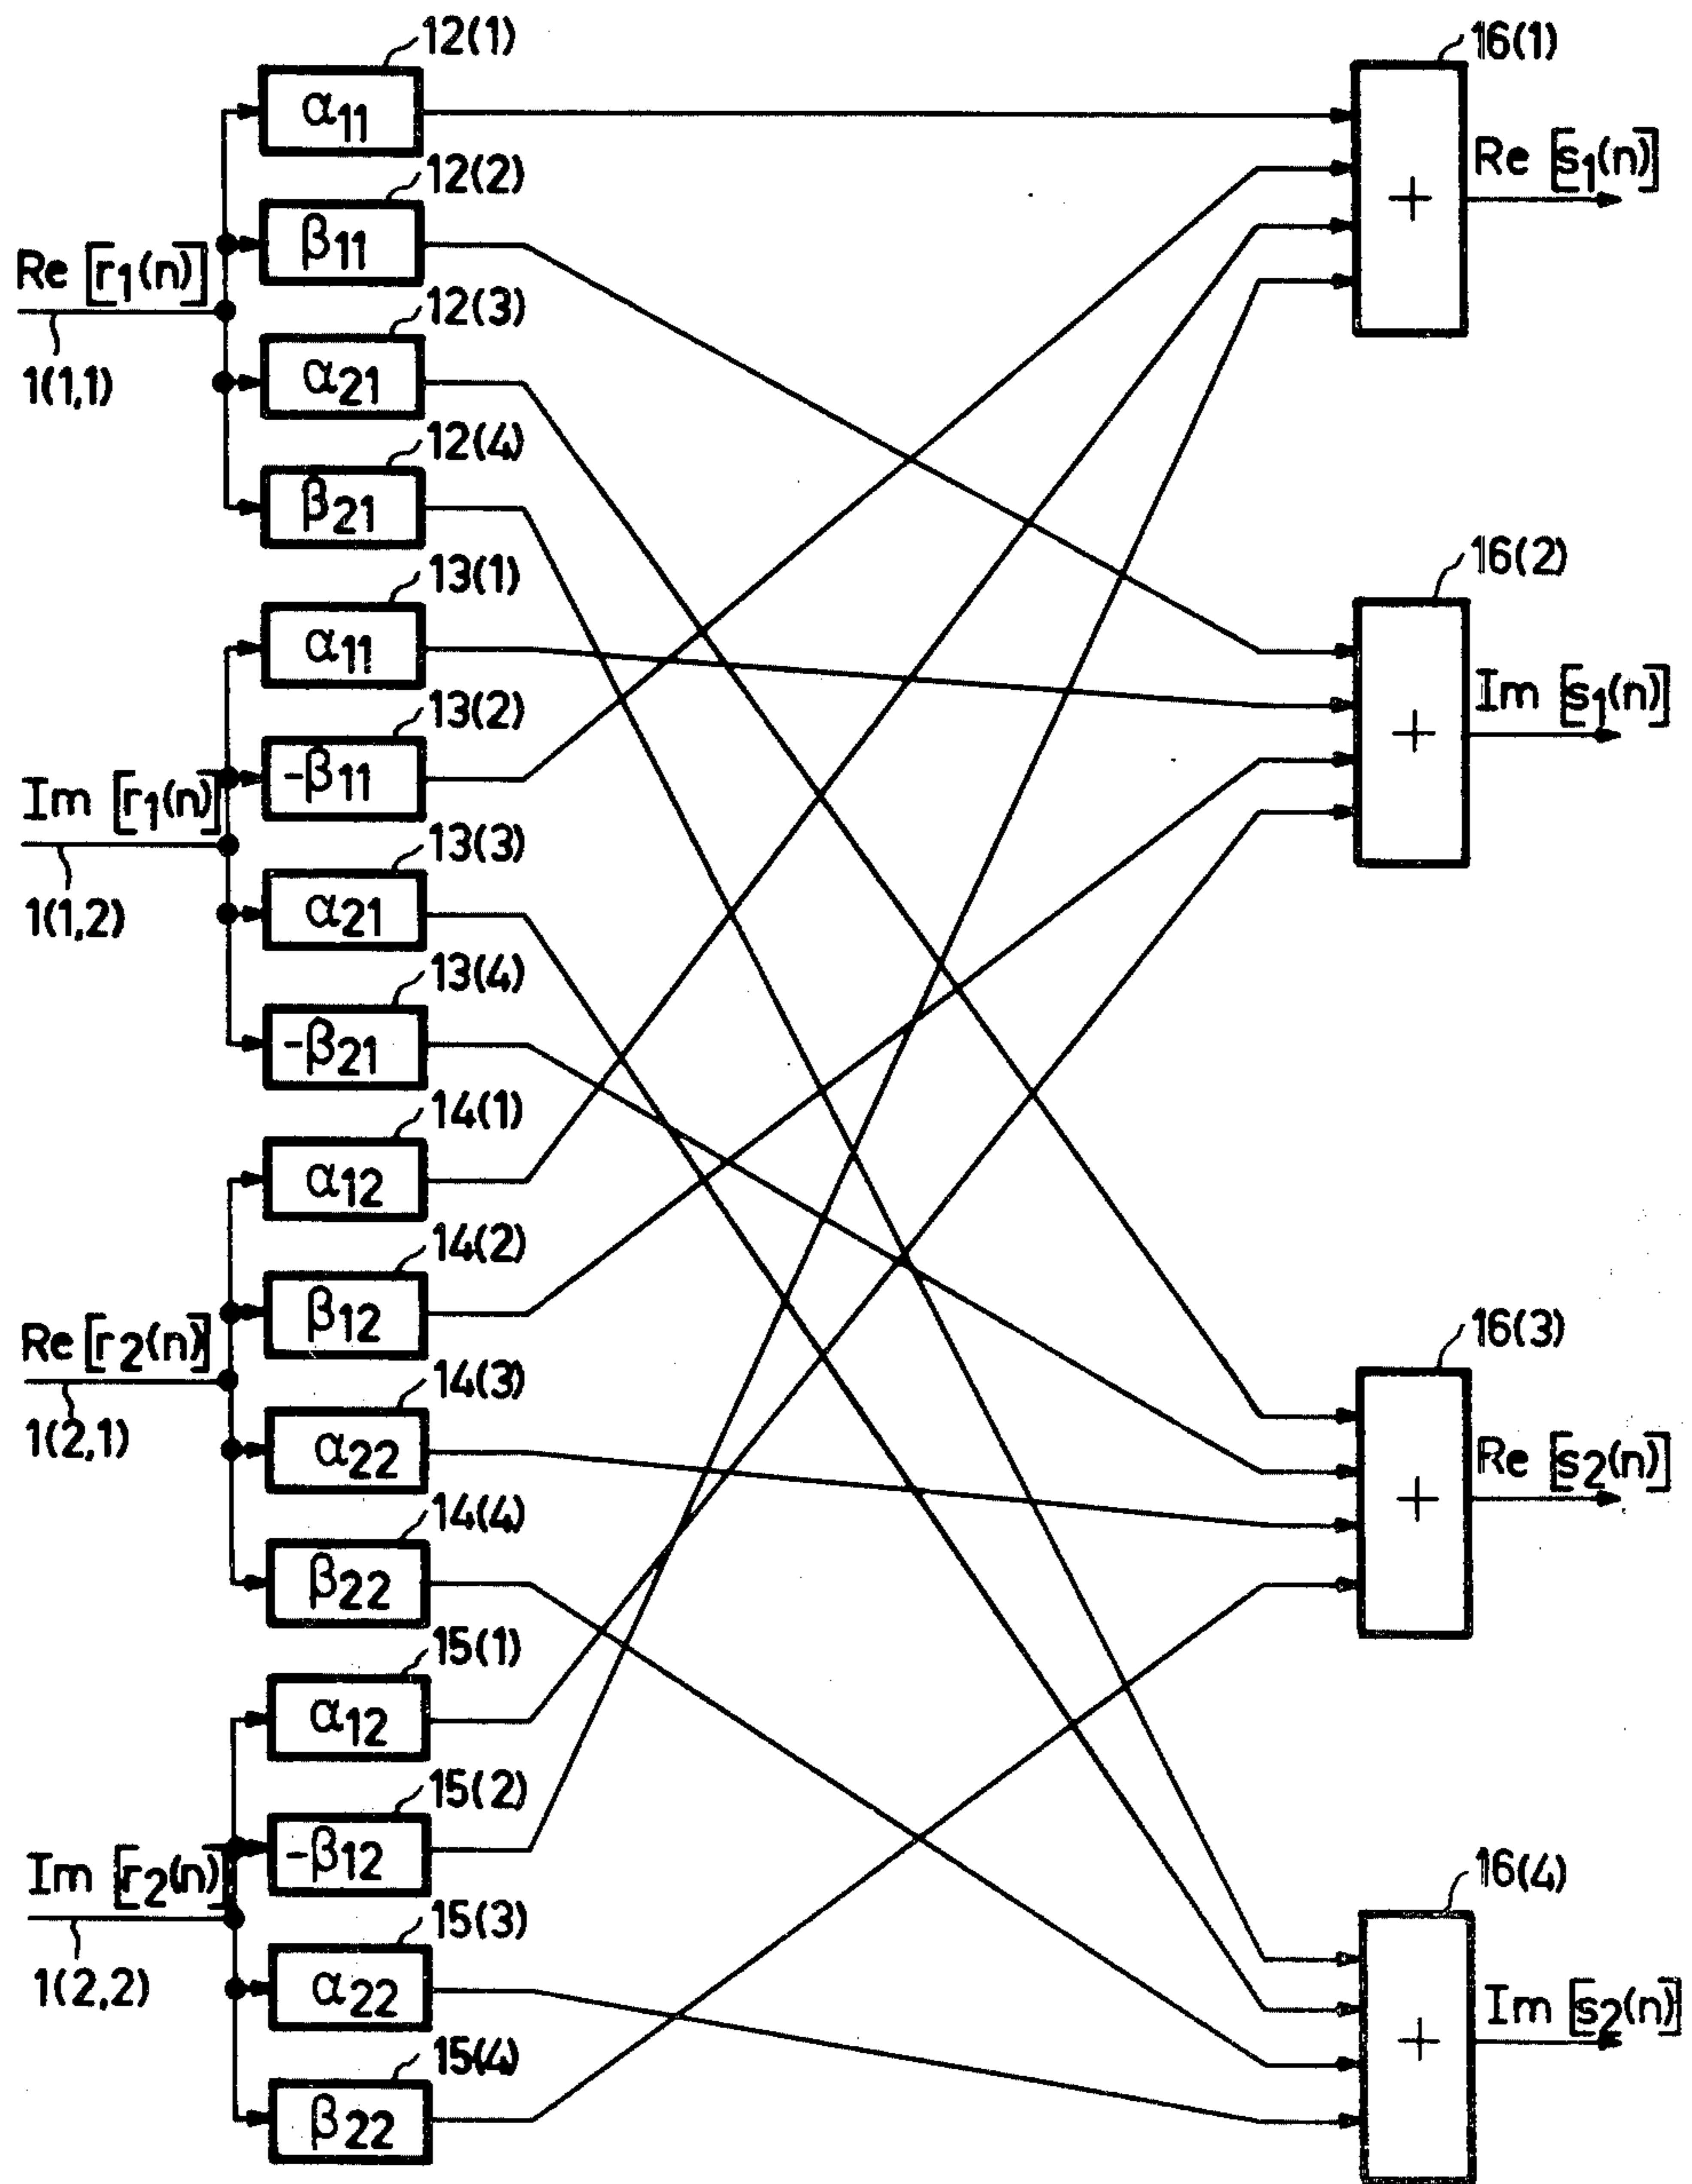 12(1)
α11
12(2)
β11
Re [r1(n)]
12(3)
1(1,1)
α21
12(4)
β21
13(1)
α11
13(2)
-β11
Im [r1(n)]
13(3)
1(1,2)
α21
13(4)
-β21
14(1)
α12
14(2)
β12
Re [r2(n)]
14(3)
1(2,1)
α22
14(4)
β22
15(1)
α12
15(2)
-β12
Im [r2(n)]
15(3)
1(2,2)
α22
15(4)
β22
16(1)
+
Re [s1(n)]
16(2)
+
Im [s1(n)]
16(3)
+
Re [s2(n)]
16(4)
+
Im [s2(n)]